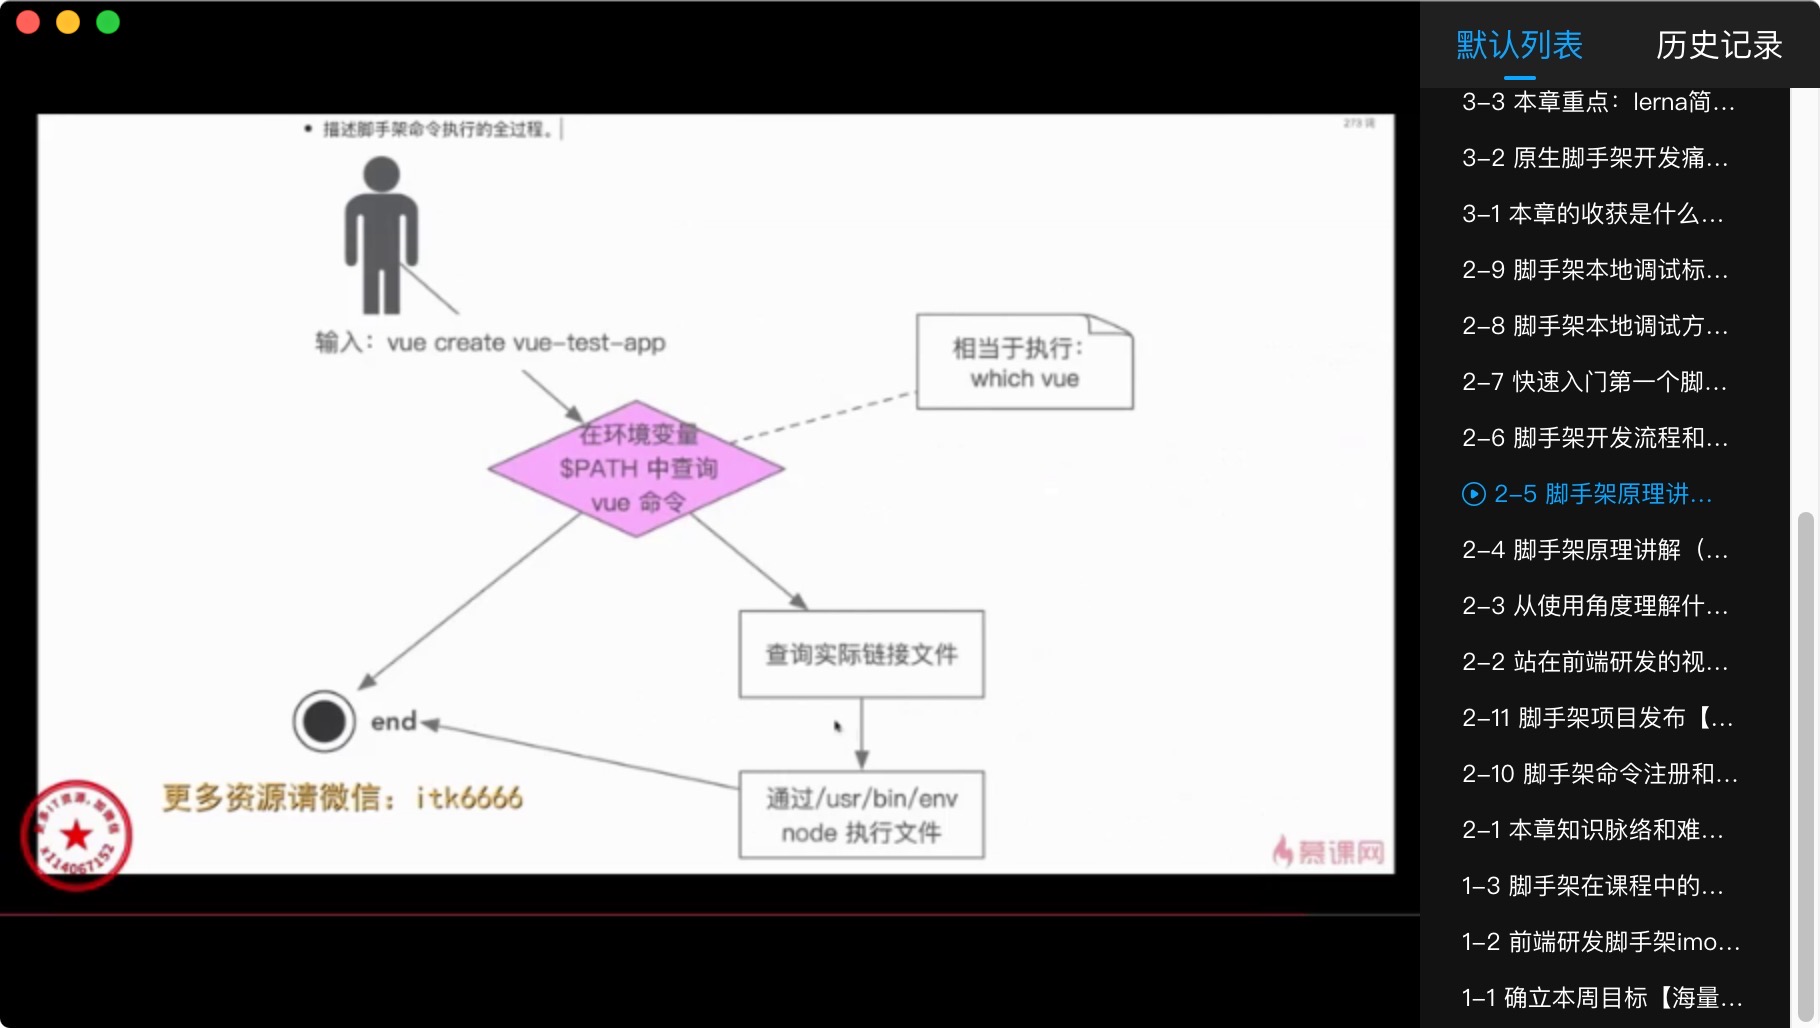 • 描述脚手架命令执行的全过程。
273 词
输入：vue create vue-test-app
相当于执行：
which vue
在环境变量
$PATH 中查询
vue 命令
查询实际链接文件
end
通过/usr/bin/env
node 执行文件
更多资源请微信：itk6666
更多IT资源,加微信
x114067152
慕课网
默认列表
历史记录
3-3 本章重点：lerna简...
3-2 原生脚手架开发痛...
3-1 本章的收获是什么...
2-9 脚手架本地调试标...
2-8 脚手架本地调试方...
2-7 快速入门第一个脚...
2-6 脚手架开发流程和...
2-5 脚手架原理讲...
2-4 脚手架原理讲解（...
2-3 从使用角度理解什...
2-2 站在前端研发的视...
2-11 脚手架项目发布【...
2-10 脚手架命令注册和...
2-1 本章知识脉络和难...
1-3 脚手架在课程中的...
1-2 前端研发脚手架imo...
1-1 确立本周目标【海量...